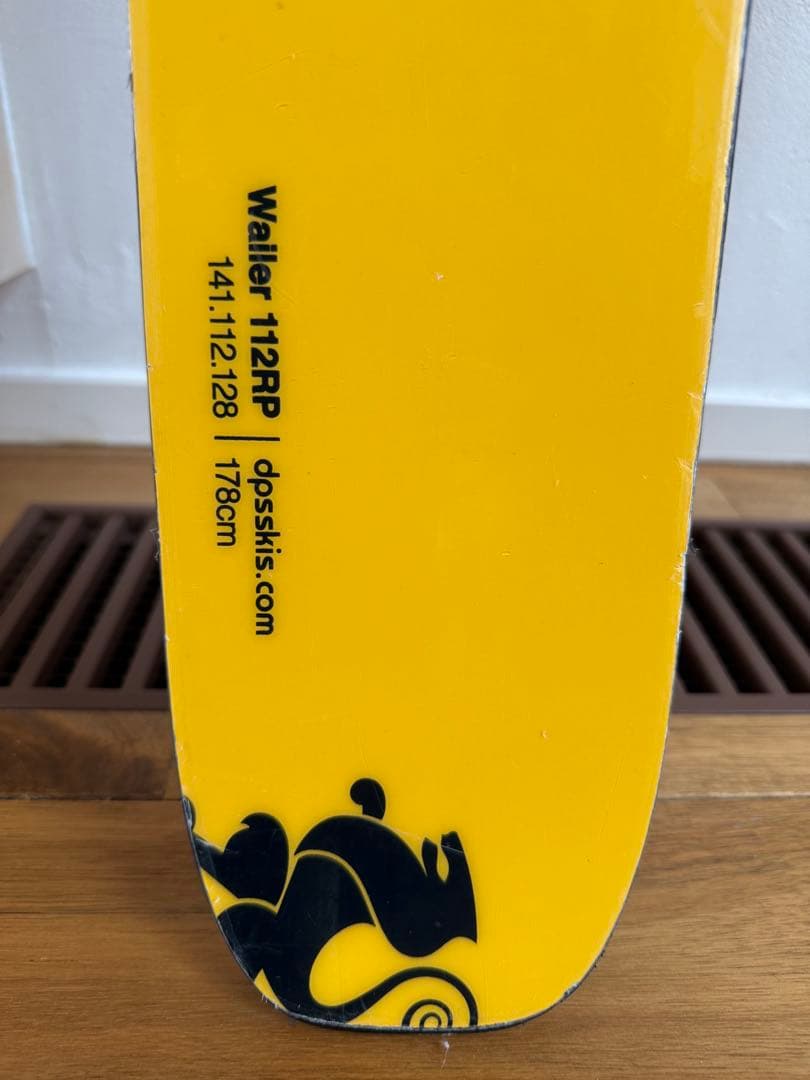 Wailer 112RP | dpsskis.com
141.112.128 | 178cm